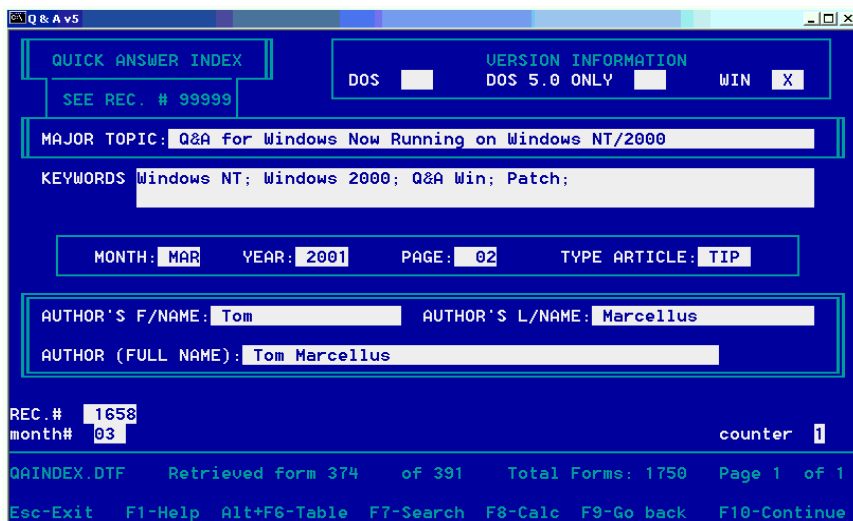 Q & A v5
QUICK ANSWER INDEX
SEE REC. # 99999
VERSION INFORMATION
DOS DOS 5.0 ONLY WIN X
MAJOR TOPIC: Q&A for Windows Now Running on Windows NT/2000
KEYWORDS Windows NT; Windows 2000; Q&A Win; Patch;
MONTH: MAR YEAR: 2001 PAGE: 02 TYPE ARTICLE: TIP
AUTHOR'S F/NAME: Tom AUTHOR'S L/NAME: Marcellus
AUTHOR (FULL NAME): Tom Marcellus
REC.# 1658
month# 03 counter 1
QAINDEX.DTF Retrieved form 374 of 391 Total Forms: 1750 Page 1 of 1
Esc-Exit F1-Help Alt+F6-Table F7-Search F8-Calc F9-Go back F10-Continue